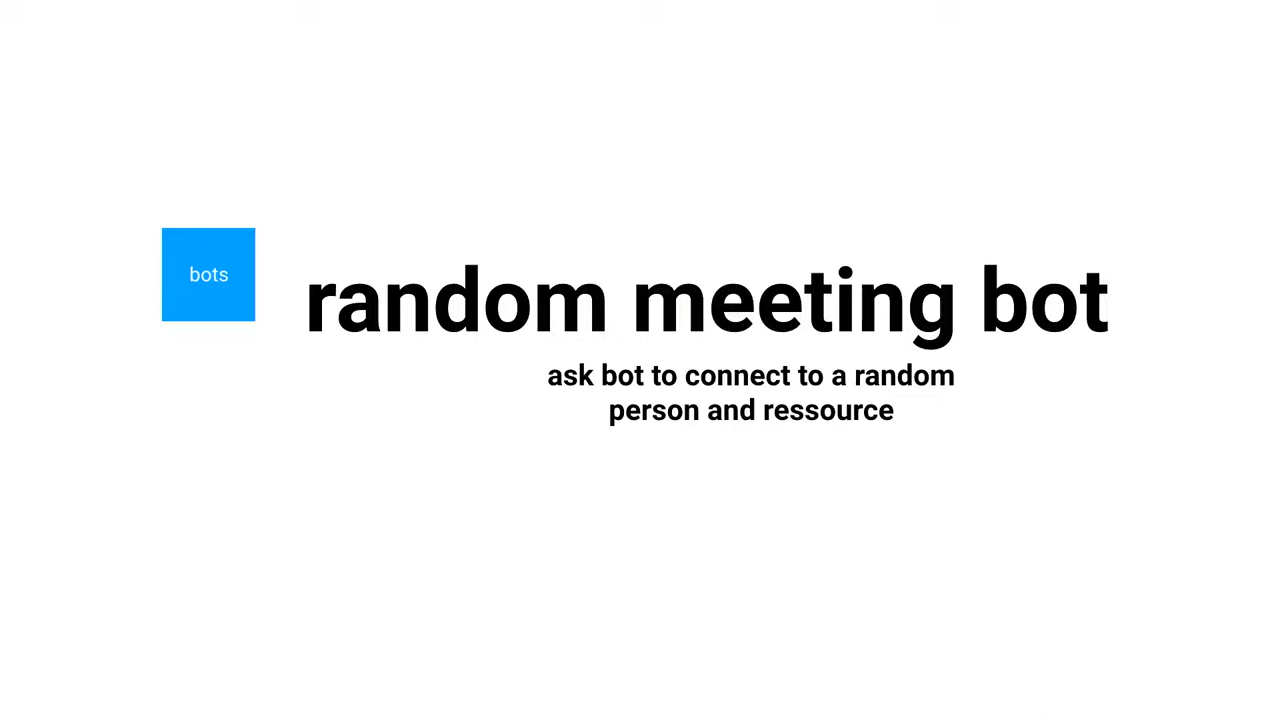 bots
random meeting bot
ask bot to connect to a random
person and ressource